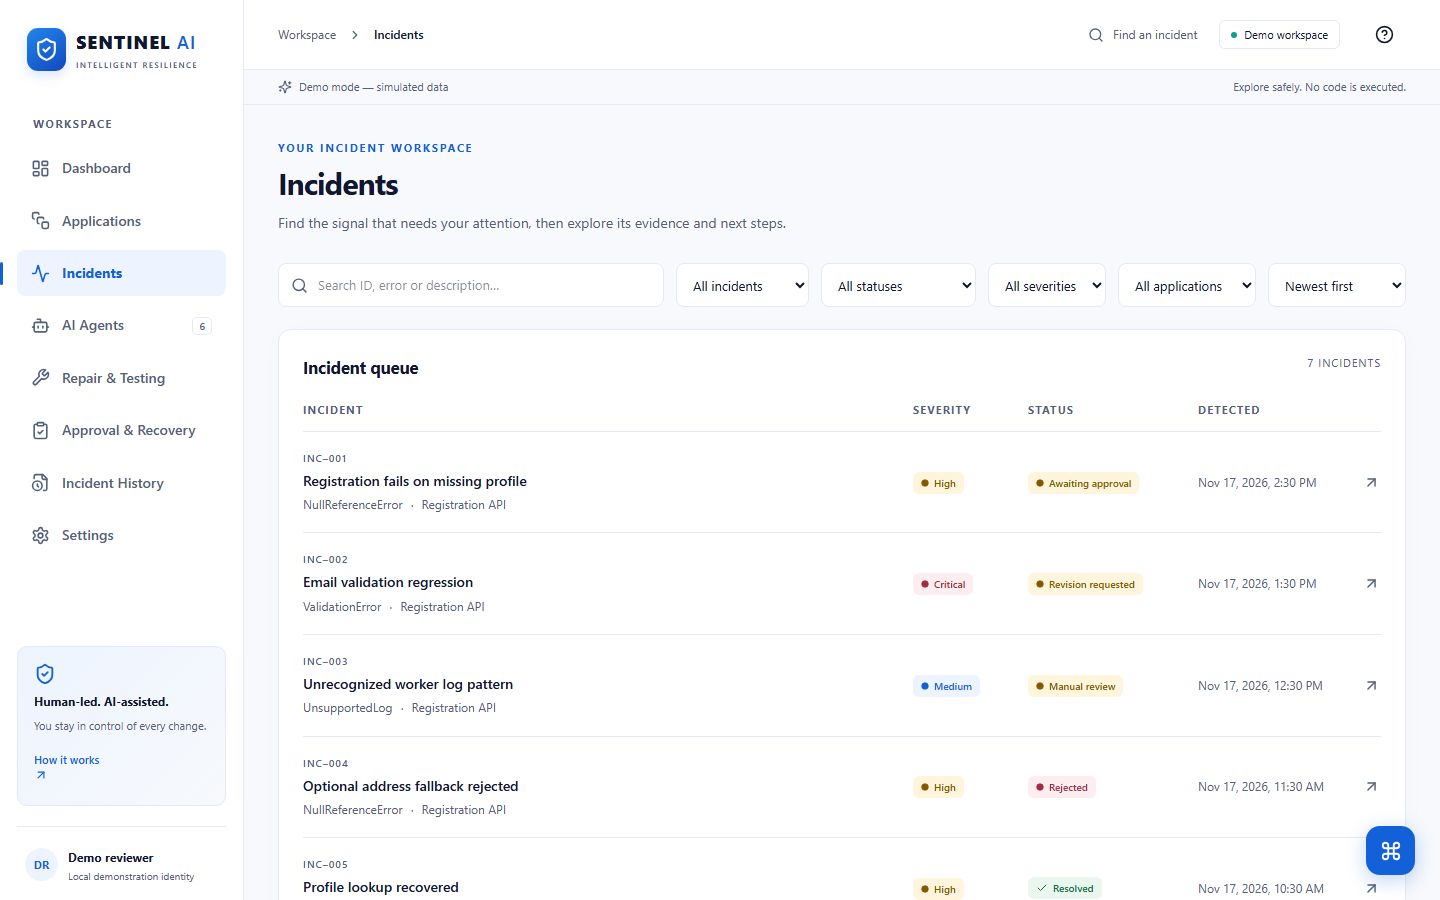 SENTINEL AI
INTELLIGENT RESILIENCE
WORKSPACE
Dashboard
Applications
Incidents
AI Agents 6
Repair & Testing
Approval & Recovery
Incident History
Settings
Human-led. AI-assisted.
You stay in control of every change.
How it works
DR
Demo reviewer
Local demonstration identity
Workspace Incidents
Find an incident
Demo workspace
Demo mode — simulated data
Explore safely. No code is executed.
YOUR INCIDENT WORKSPACE
Incidents
Find the signal that needs your attention, then explore its evidence and next steps.
Search ID, error or description...
All incidents
All statuses
All severities
All applications
Newest first
Incident queue
7 INCIDENTS
INCIDENT SEVERITY STATUS DETECTED
INC-001
Registration fails on missing profile
NullReferenceError · Registration API
High
Awaiting approval
Nov 17, 2026, 2:30 PM
INC-002
Email validation regression
ValidationError · Registration API
Critical
Revision requested
Nov 17, 2026, 1:30 PM
INC-003
Unrecognized worker log pattern
UnsupportedLog · Registration API
Medium
Manual review
Nov 17, 2026, 12:30 PM
INC-004
Optional address fallback rejected
NullReferenceError · Registration API
High
Rejected
Nov 17, 2026, 11:30 AM
INC-005
Profile lookup recovered
High
Resolved
Nov 17, 2026, 10:30 AM